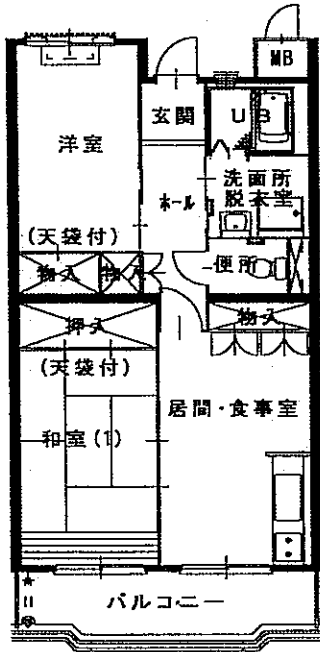 MB
玄関
UB
洋室
洗面所
脱衣室
ホール
(天袋付)
物入
物入
便所
押入
物入
(天袋付)
居間・食事室
和室(1)
バルコニー